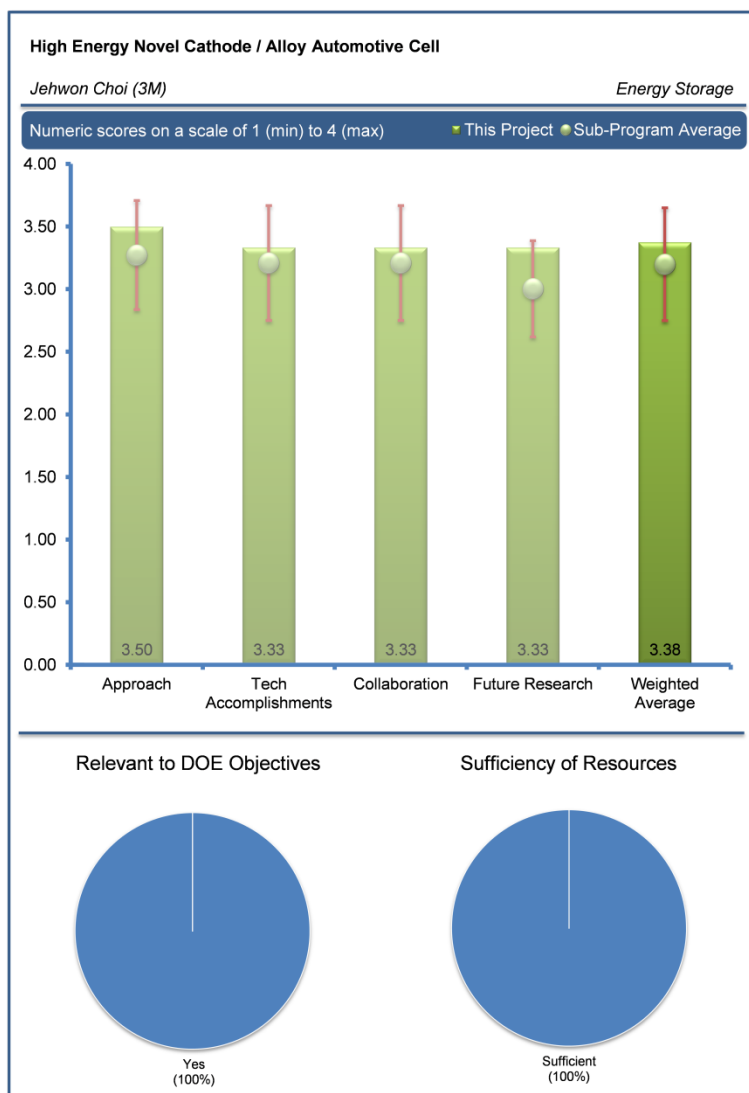 High Energy Novel Cathode / Alloy Automotive Cell
Jehwon Choi (3M) Energy Storage
Numeric scores on a scale of 1 (min) to 4 (max) This Project Sub-Program Average
4.00
3.50
3.00
2.50
2.00
1.50
1.00
0.50
0.00
3.50 3.33 3.33 3.33 3.38
Approach Tech Collaboration Future Research Weighted
Accomplishments Average
Relevant to DOE Objectives Sufficiency of Resources
Yes Sufficient
(100%) (100%)